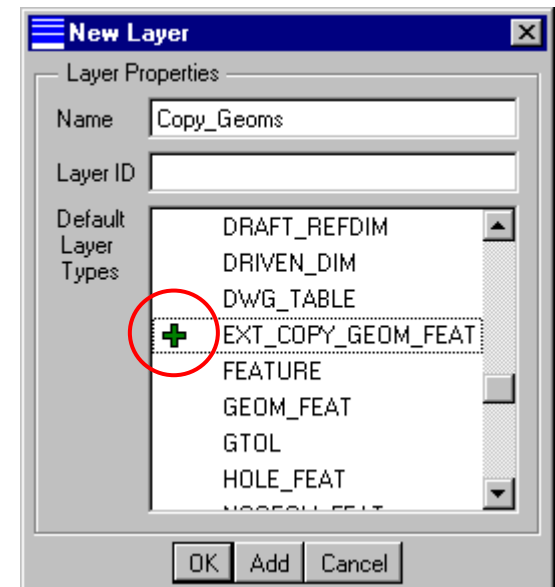 New Layer
Layer Properties
Name Copy_Geoms
Layer ID
Default Layer Types
DRAFT_REFDIM
DRIVEN_DIM
DWG_TABLE
EXT_COPY_GEOM_FEAT
FEATURE
GEOM_FEAT
GTOL
HOLE_FEAT
OK Add Cancel